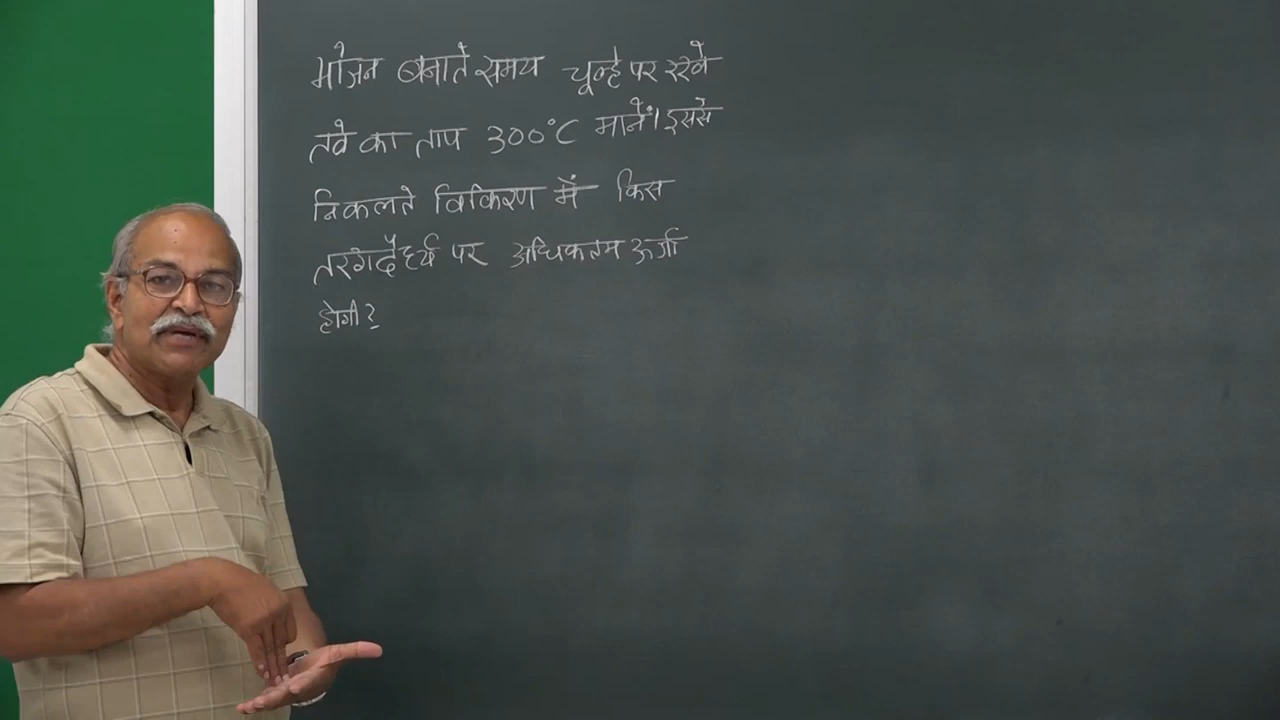 भोजन बनाते समय चूल्हे पर रखे
तवे का ताप 300°C मानें। इससे
निकलते विकिरण में किस
तरंगदैर्ध्य पर अधिकतम ऊर्जा
होगी?